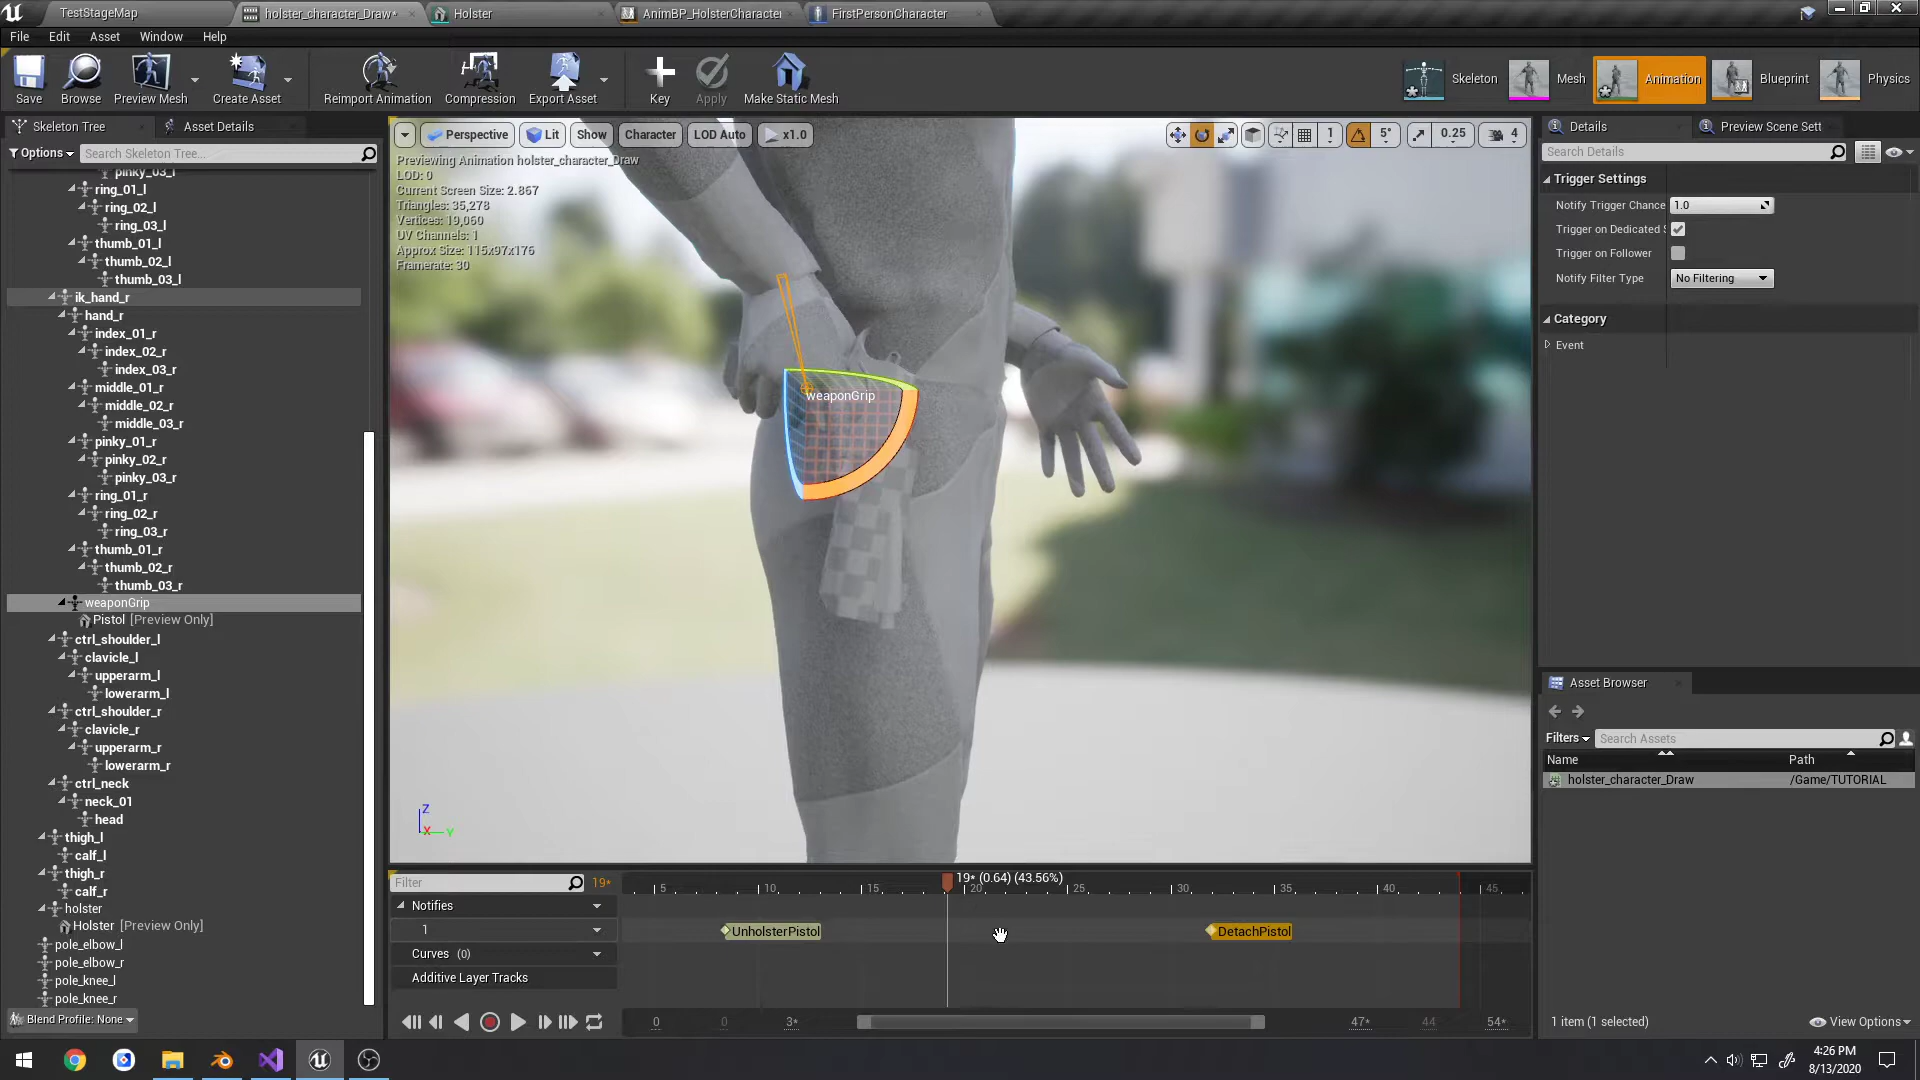 TestStageMap
holster_character_Draw*
Holster
AnimBP_HolsterCharacter
FirstPersonCharacter
File Edit Asset Window Help
Save
Browse
Preview Mesh
Create Asset
Reimport Animation
Compression
Export Asset
Key
Apply
Make Static Mesh
Skeleton
Mesh
Animation
Blueprint
Physics
Skeleton Tree
Asset Details
Options
Search Skeleton Tree...
pinky_03_l
ring_01_l
ring_02_l
ring_03_l
thumb_01_l
thumb_02_l
thumb_03_l
ik_hand_r
hand_r
index_01_r
index_02_r
index_03_r
middle_01_r
middle_02_r
middle_03_r
pinky_01_r
pinky_02_r
pinky_03_r
ring_01_r
ring_02_r
ring_03_r
thumb_01_r
thumb_02_r
thumb_03_r
weaponGrip
Pistol [Preview Only]
ctrl_shoulder_l
clavicle_l
upperarm_l
lowerarm_l
ctrl_shoulder_r
clavicle_r
upperarm_r
lowerarm_r
ctrl_neck
neck_01
head
thigh_l
calf_l
thigh_r
calf_r
holster
Holster [Preview Only]
pole_elbow_l
pole_elbow_r
pole_knee_l
pole_knee_r
Blend Profile: None
Perspective Lit Show Character LOD Auto x1.0
1 5° 0.25 4
Previewing Animation holster_character_Draw
LOD: 0
Current Screen Size: 2.867
Triangles: 35,278
Vertices: 19,060
UV Channels: 1
Approx Size: 115x97x176
Framerate: 30
weaponGrip
Z
X Y
Filter
19*
19* (0.64) (43.56%)
5 10 15 20 25 30 35 40 45
Notifies
1
UnholsterPistol
DetachPistol
Curves (0)
Additive Layer Tracks
0 0 3* 47* 44 54*
Details
Preview Scene Sett
Search Details
Trigger Settings
Notify Trigger Chance 1.0
Trigger on Dedicated S
Trigger on Follower
Notify Filter Type No Filtering
Category
Event
Asset Browser
Filters
Search Assets
Name Path
holster_character_Draw /Game/TUTORIAL
1 item (1 selected)
View Options
4:26 PM
8/13/2020